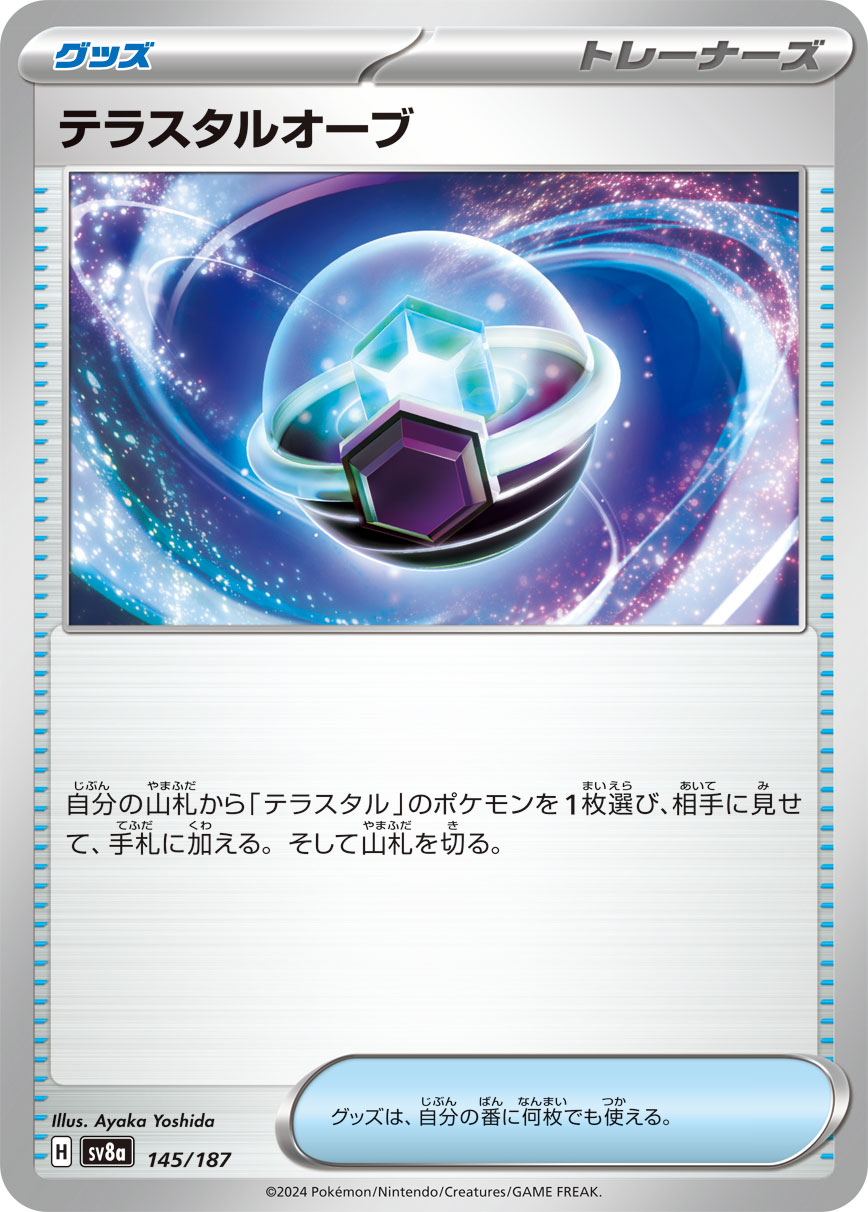 グッズ
トレーナーズ
テラスタルオーブ
自分の山札から「テラスタル」のポケモンを1枚選び、相手に見せ
て、手札に加える。そして山札を切る。
グッズは、自分の番に何枚でも使える。
Illus. Ayaka Yoshida
H sv8a 145/187
©2024 Pokémon/Nintendo/Creatures/GAME FREAK.